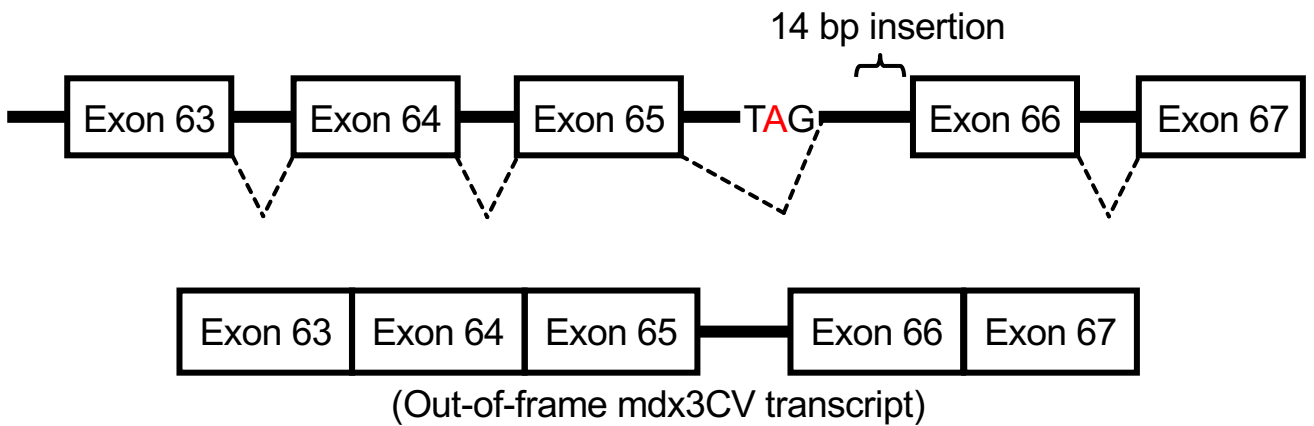 14 bp insertion
Exon 63 Exon 64 Exon 65 TAG Exon 66 Exon 67
Exon 63 Exon 64 Exon 65 Exon 66 Exon 67
(Out-of-frame mdx3CV transcript)